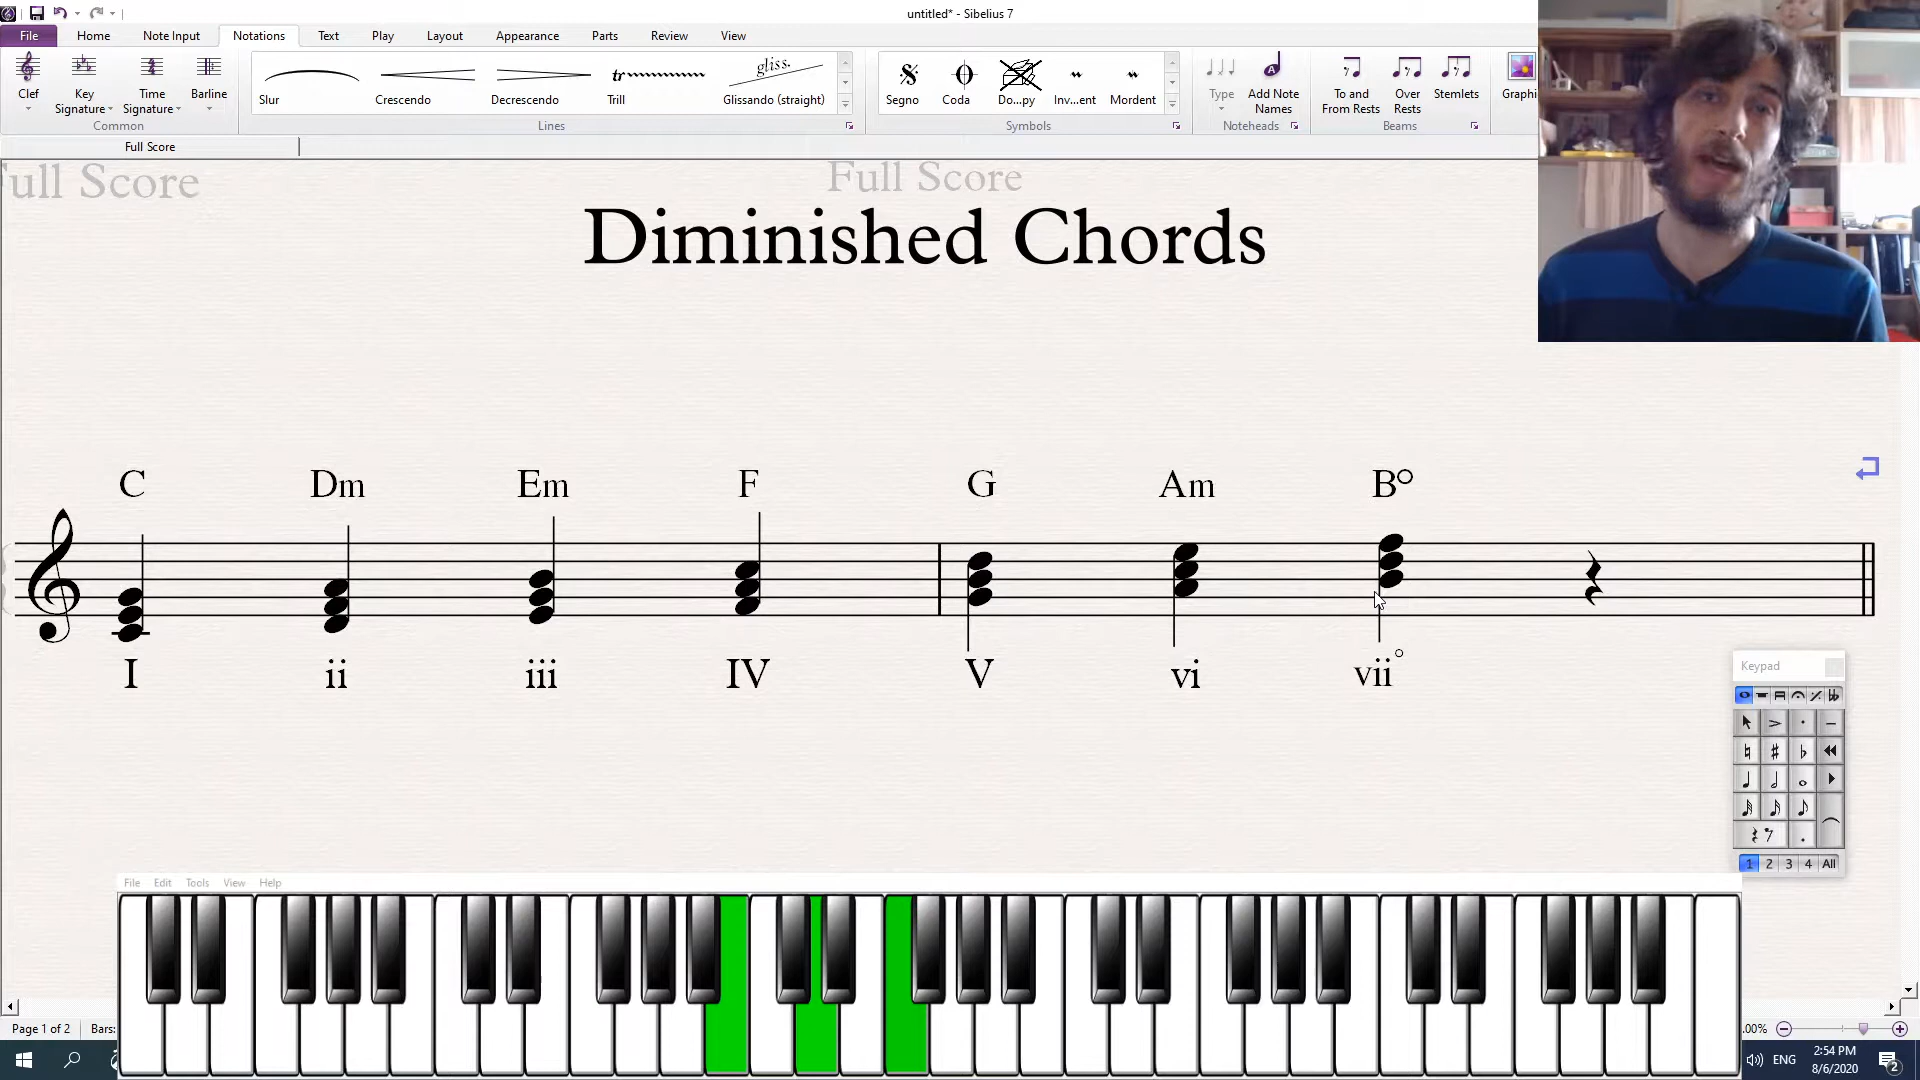 untitled* - Sibelius 7
File Home Note Input Notations Text Play Layout Appearance Parts Review View
Clef Key Signature Time Signature Barline
Common
Slur Crescendo Decrescendo Trill Glissando (straight)
tr gliss.
Lines
Segno Coda Do...py Inv...ent Mordent
Symbols
Type Add Note Names
Noteheads
To and From Rests Over Rests Stemlets
Beams
Graphi
Full Score
ull Score Full Score
Diminished Chords
C Dm Em F G Am B°
I ii iii IV V vi vii°
Keypad
1 2 3 4 All
File Edit Tools View Help
Page 1 of 2 Bars: .00%
ENG 2:54 PM
8/6/2020
2